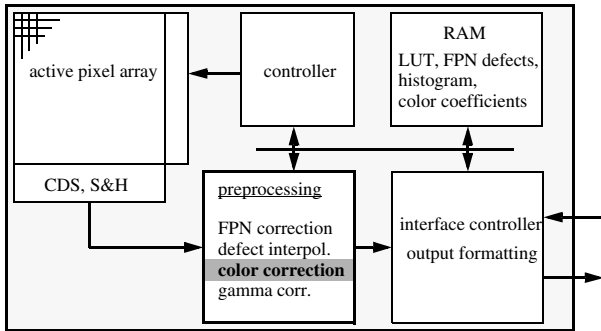 active pixel array
CDS, S&H
controller
RAM
LUT, FPN defects,
histogram,
color coefficients
preprocessing
FPN correction
defect interpol.
color correction
gamma corr.
interface controller
output formatting